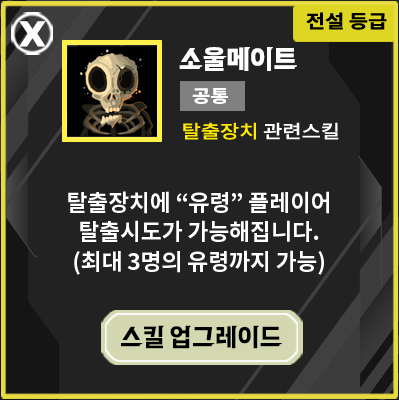 X
전설 등급
소울메이트
공통
탈출장치 관련스킬
탈출장치에 “유령” 플레이어
탈출시도가 가능해집니다.
(최대 3명의 유령까지 가능)
스킬 업그레이드